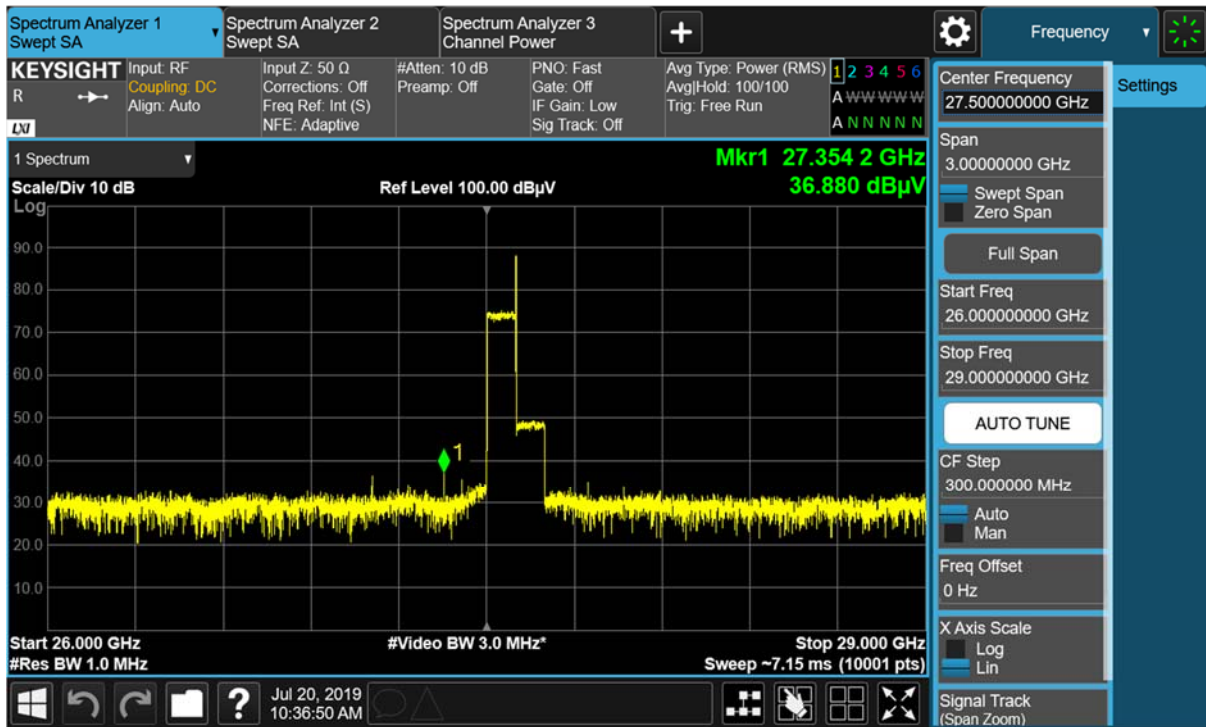 Spectrum Analyzer 1
Swept SA
Spectrum Analyzer 2
Swept SA
Spectrum Analyzer 3
Channel Power
Frequency
KEYSIGHT
R
LXI
Input: RF
Coupling: DC
Align: Auto
Input Z: 50 Ω
Corrections: Off
Freq Ref: Int (S)
NFE: Adaptive
#Atten: 10 dB
Preamp: Off
PNO: Fast
Gate: Off
IF Gain: Low
Sig Track: Off
Avg Type: Power (RMS)
Avg|Hold: 100/100
Trig: Free Run
1 2 3 4 5 6
A W W W W W
A N N N N N
1 Spectrum
Scale/Div 10 dB
Ref Level 100.00 dBµV
Mkr1 27.354 2 GHz
36.880 dBµV
Log
90.0
80.0
70.0
60.0
50.0
40.0
30.0
20.0
10.0
1
Start 26.000 GHz
#Res BW 1.0 MHz
#Video BW 3.0 MHz*
Stop 29.000 GHz
Sweep ~7.15 ms (10001 pts)
Center Frequency
27.500000000 GHz
Settings
Span
3.00000000 GHz
Swept Span
Zero Span
Full Span
Start Freq
26.000000000 GHz
Stop Freq
29.000000000 GHz
AUTO TUNE
CF Step
300.000000 MHz
Auto
Man
Freq Offset
0 Hz
X Axis Scale
Log
Lin
Signal Track
(Span Zoom)
?
Jul 20, 2019
10:36:50 AM